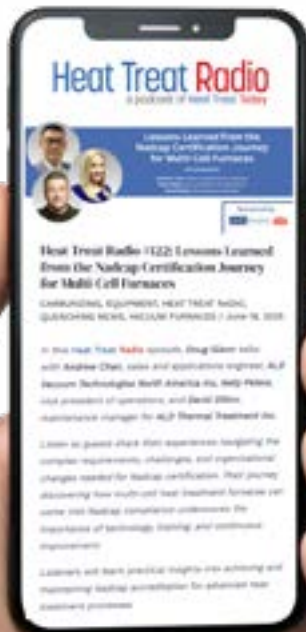 Heat Treat Radio
a podcast of Heat Treat Today
Lessons Learned from the
Nadcap Certification Journey
for Multi-Cell Furnaces
Heat Treat Radio #122: Lessons Learned
from the Nadcap Certification Journey
for Multi-Cell Furnaces
CARBURIZING, EQUIPMENT, HEAT TREAT RADIO,
QUENCHING NEWS, VACUUM FURNACES / June 19, 2025
In this Heat Treat Radio episode, Doug Glenn talks
with Andrew Chan, sales and applications engineer, ALD
Vacuum Technologies North America Inc,
vice president of operations, and David
maintenance manager for ALD Thermal Treatment Inc.
Listen as guests share their experiences navigating the
complex requirements, challenges, and organizational
changes needed for Nadcap certification. Their journey
discovering how multi-cell heat treatment furnaces can
come into Nadcap compliance underscores the
importance of technology, training, and continuous
improvement.
Listeners will learn practical insights into achieving and
maintaining Nadcap accreditation for advanced heat
treatment processes.